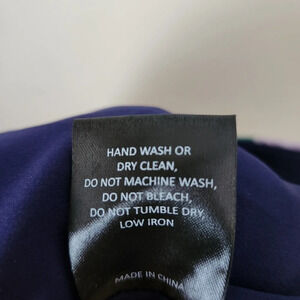 HAND WASH OR
DRY CLEAN,
DO NOT MACHINE WASH,
DO NOT BLEACH,
DO NOT TUMBLE DRY
LOW IRON
MADE IN CHINA